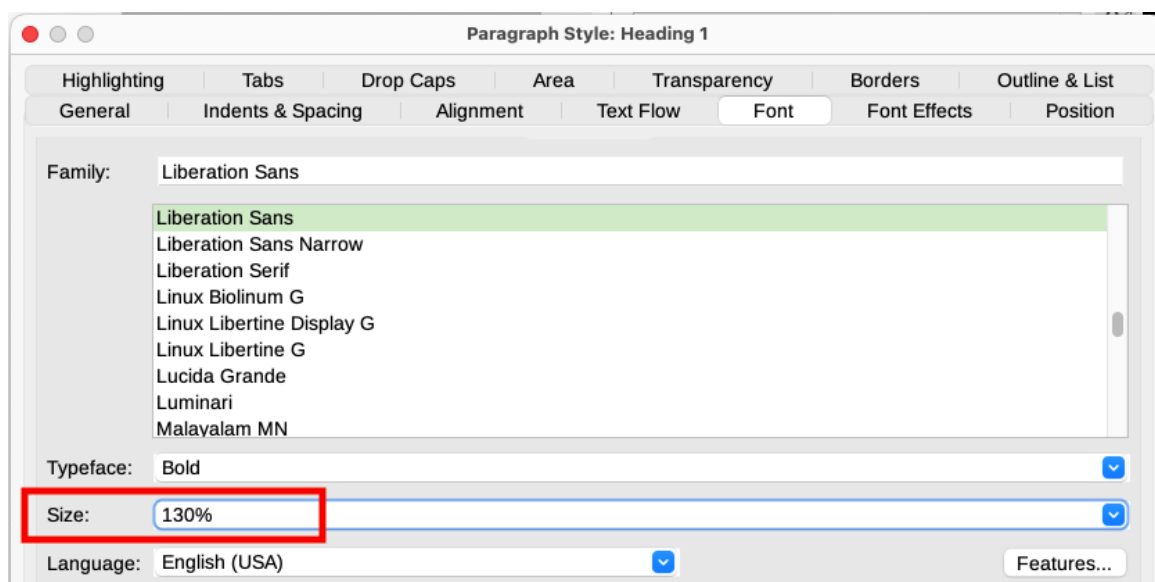 Paragraph Style: Heading 1
Highlighting Tabs Drop Caps Area Transparency Borders Outline & List
General Indents & Spacing Alignment Text Flow Font Font Effects Position
Family: Liberation Sans
Liberation Sans
Liberation Sans Narrow
Liberation Serif
Linux Biolinum G
Linux Libertine Display G
Linux Libertine G
Lucida Grande
Luminari
Malayalam MN
Typeface: Bold
Size: 130%
Language: English (USA) Features...